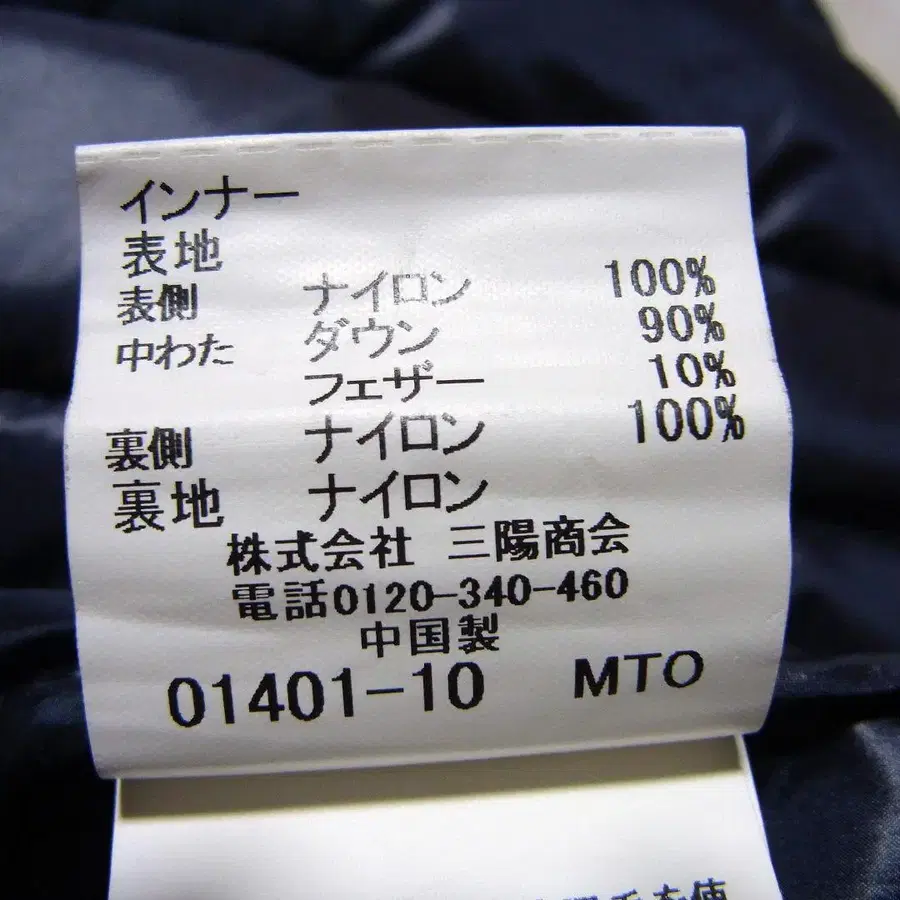 インナー
表地
表側 ナイロン 100%
中わた ダウン 90%
フェザー 10%
裏側 ナイロン 100%
裏地 ナイロン
株式会社 三陽商会
電話0120-340-460
中国製
01401-10 MTO
を使